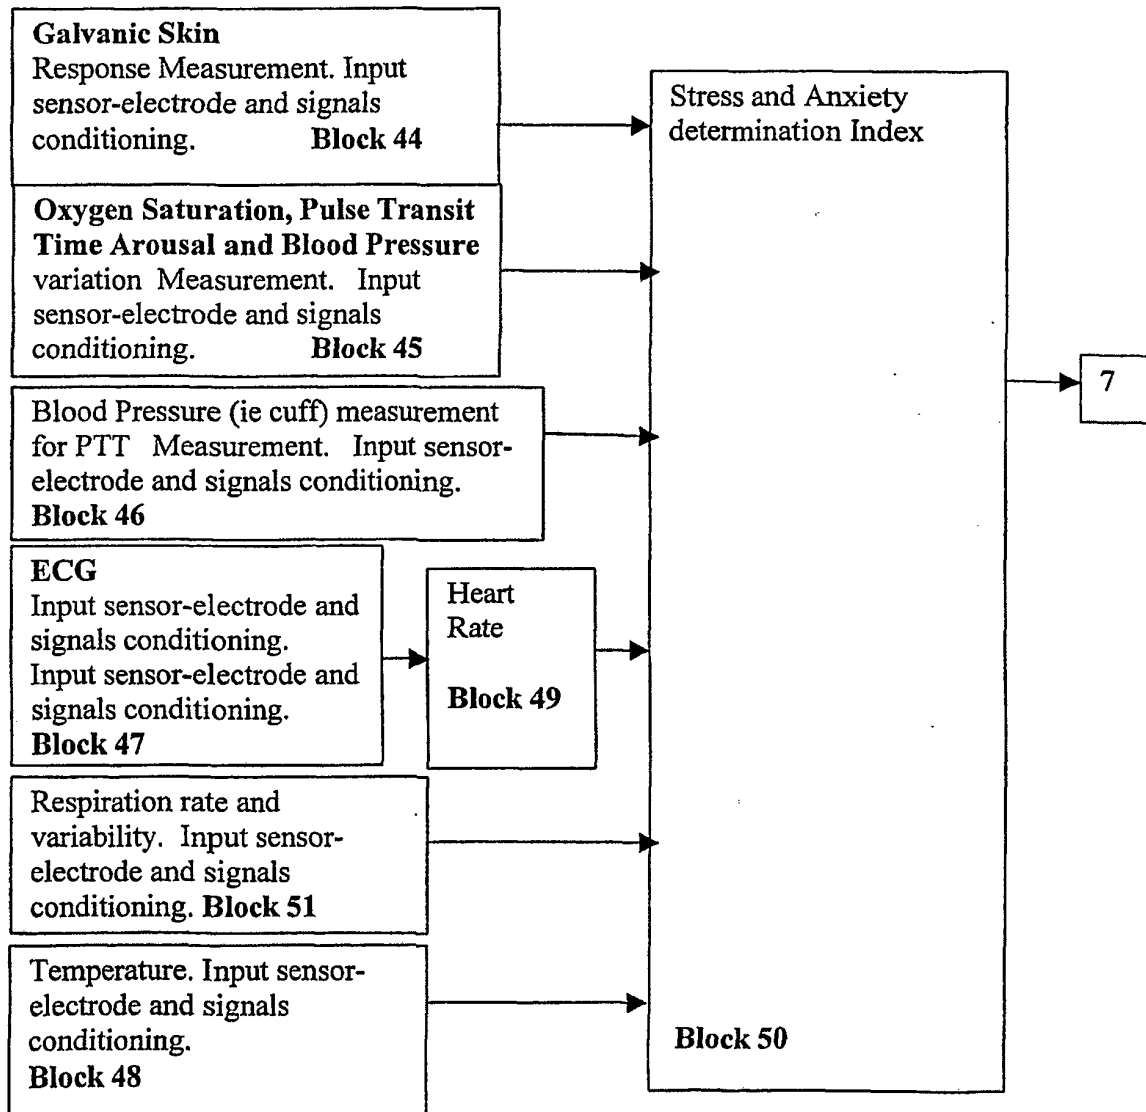 Galvanic Skin
Response Measurement. Input
sensor-electrode and signals
conditioning. Block 44
Oxygen Saturation, Pulse Transit
Time Arousal and Blood Pressure
variation Measurement. Input
sensor-electrode and signals
conditioning. Block 45
Blood Pressure (ie cuff) measurement
for PTT Measurement. Input sensor-
electrode and signals conditioning.
Block 46
ECG
Input sensor-electrode and
signals conditioning.
Input sensor-electrode and
signals conditioning.
Block 47
Heart
Rate
Block 49
Respiration rate and
variability. Input sensor-
electrode and signals
conditioning. Block 51
Temperature. Input sensor-
electrode and signals
conditioning.
Block 48
Stress and Anxiety
determination Index
Block 50
7